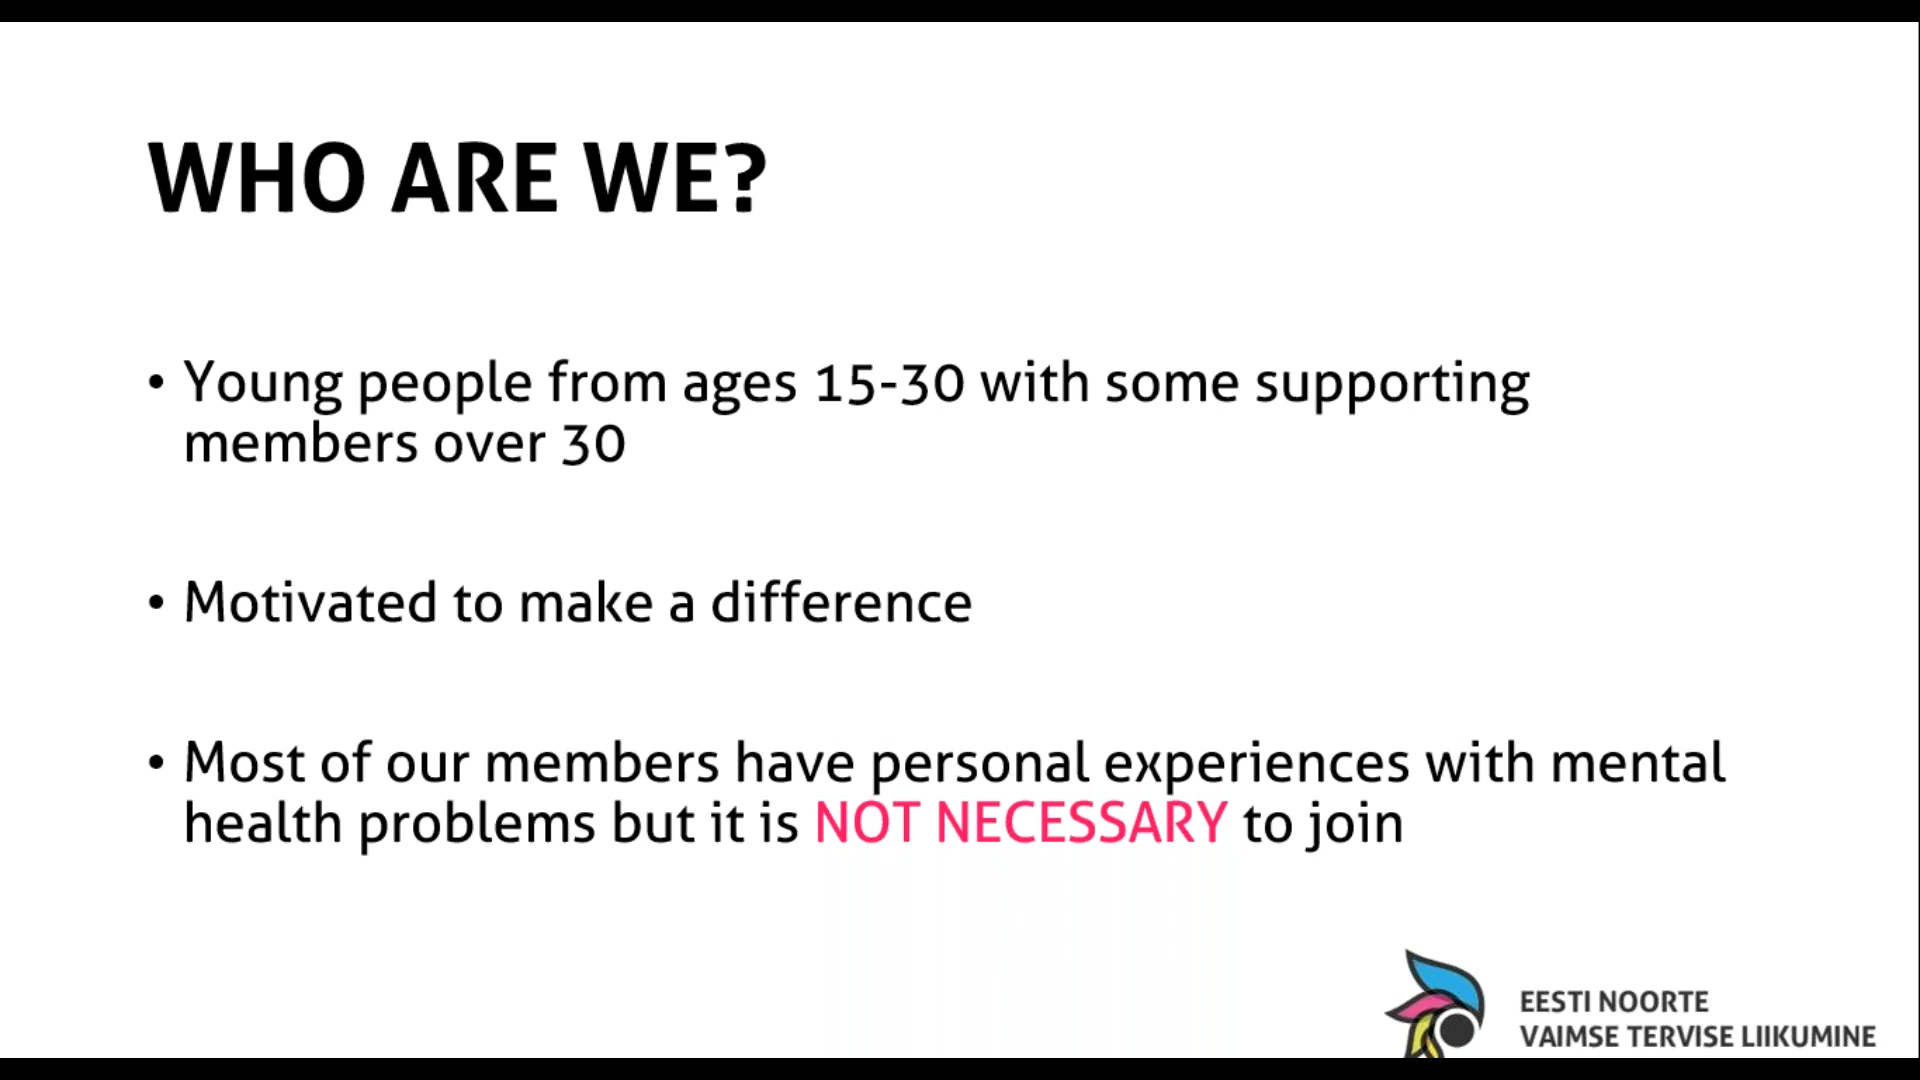 WHO ARE WE?
• Young people from ages 15-30 with some supporting
members over 30
• Motivated to make a difference
• Most of our members have personal experiences with mental
health problems but it is NOT NECESSARY to join
EESTI NOORTE
VAIMSE TERVISE LIIKUMINE